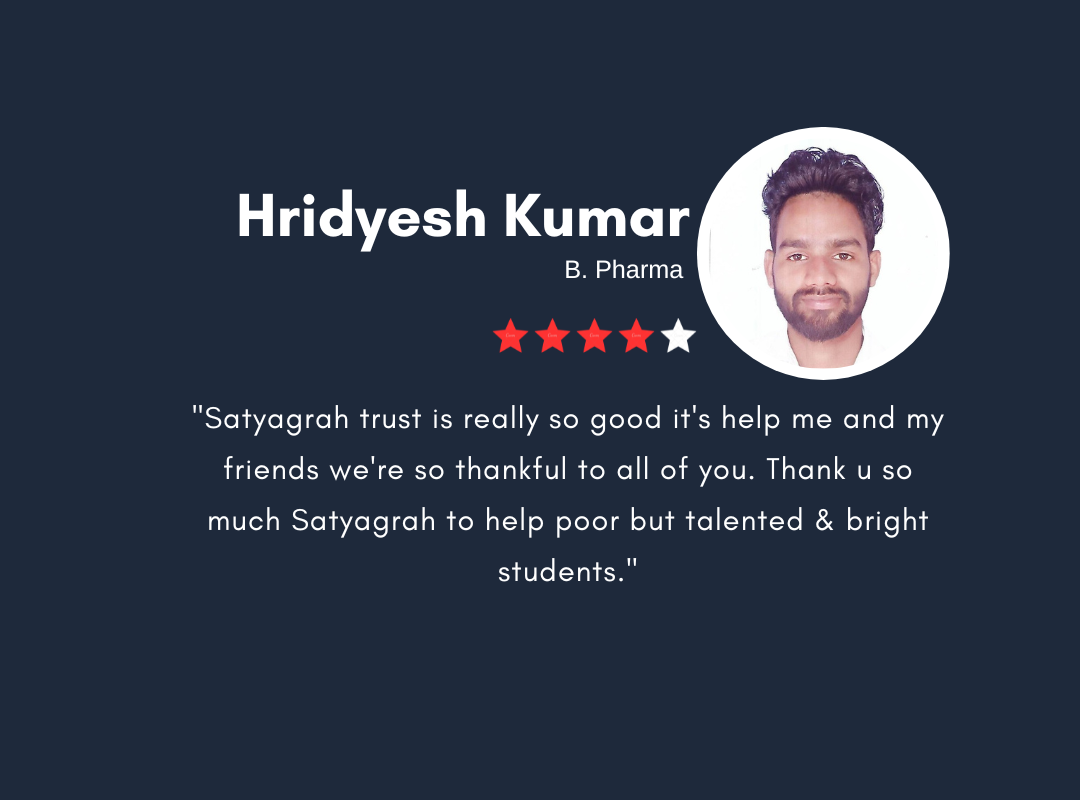 Hridyesh Kumar
B. Pharma
"Satyagrah trust is really so good it's help me and my
friends we're so thankful to all of you. Thank u so
much Satyagrah to help poor but talented & bright
students."